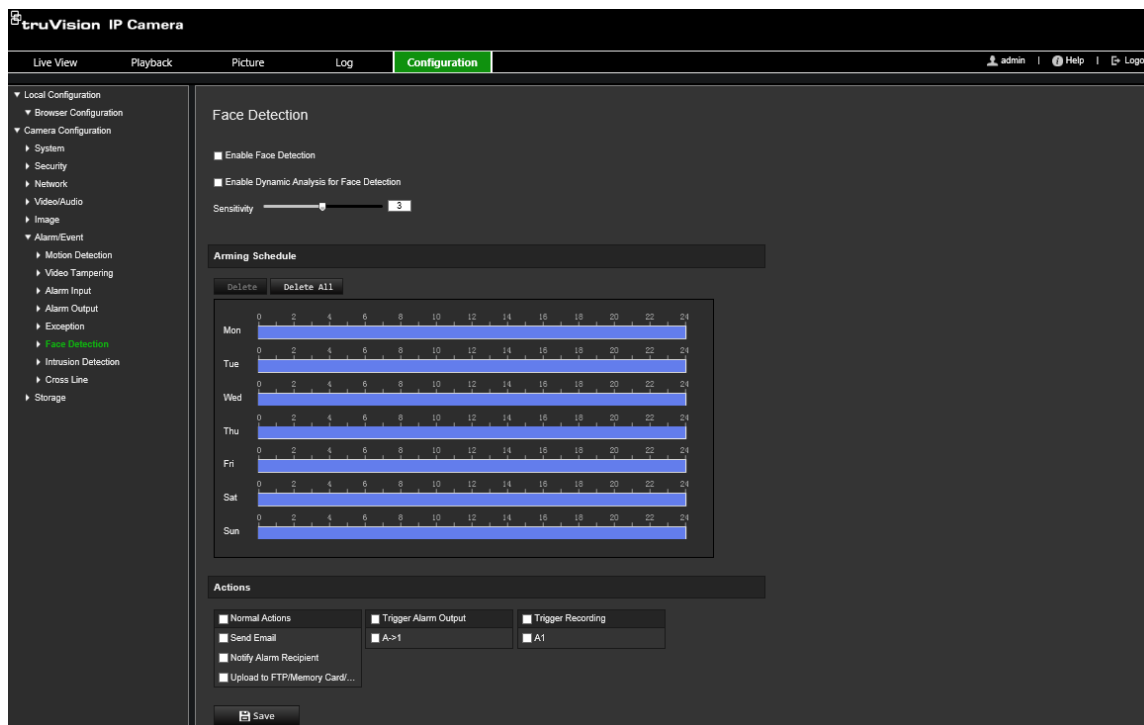 truVision IP Camera
Live View Playback Picture Log Configuration admin | Help | Logo
Local Configuration
Browser Configuration
Camera Configuration
System
Security
Network
Video/Audio
Image
Alarm/Event
Motion Detection
Video Tampering
Alarm Input
Alarm Output
Exception
Face Detection
Intrusion Detection
Cross Line
Storage
Face Detection
Enable Face Detection
Enable Dynamic Analysis for Face Detection
Sensitivity 3
Arming Schedule
Delete Delete All
0 2 4 6 8 10 12 14 16 18 20 22 24
Mon
0 2 4 6 8 10 12 14 16 18 20 22 24
Tue
0 2 4 6 8 10 12 14 16 18 20 22 24
Wed
0 2 4 6 8 10 12 14 16 18 20 22 24
Thu
0 2 4 6 8 10 12 14 16 18 20 22 24
Fri
0 2 4 6 8 10 12 14 16 18 20 22 24
Sat
0 2 4 6 8 10 12 14 16 18 20 22 24
Sun
Actions
Normal Actions Trigger Alarm Output Trigger Recording
Send Email A->1 A1
Notify Alarm Recipient
Upload to FTP/Memory Card/...
Save